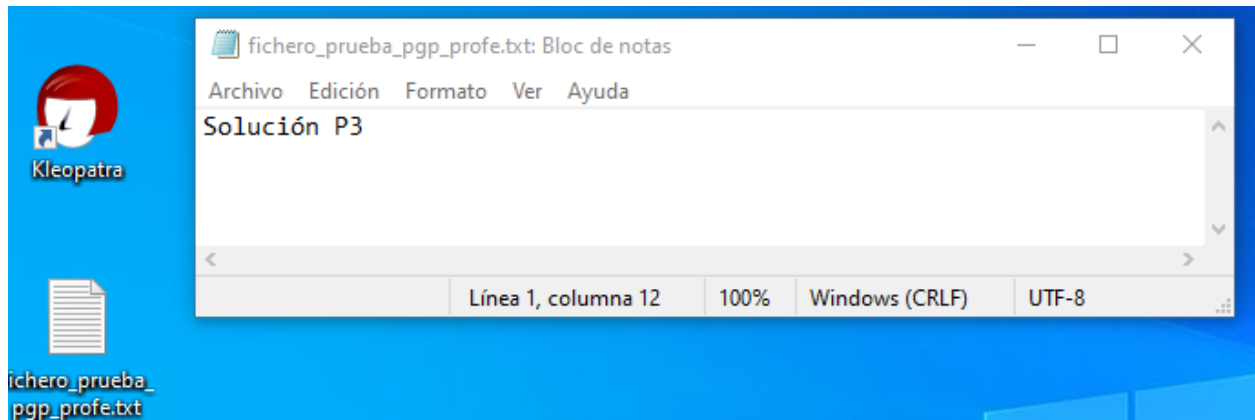 fichero_prueba_pgp_profe.txt: Bloc de notas
Archivo Edición Formato Ver Ayuda
Solución P3
Kleopatra
Línea 1, columna 12 100% Windows (CRLF) UTF-8
ichero_prueba_
pgp_profe.txt